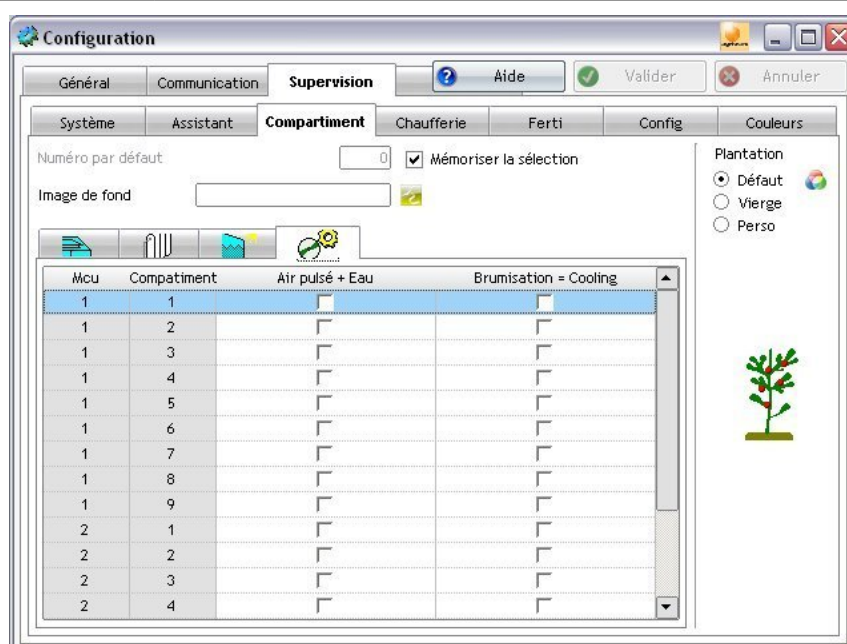 Configuration
Général Communication Supervision Aide Valider Annuler
Système Assistant Compartiment Chaufferie Ferti Config Couleurs
Numéro par défaut 0 Mémoriser la sélection
Image de fond
Plantation
Défaut
Vierge
Perso
Mcu Compatiment Air pulsé + Eau Brumisation = Cooling
1 1
1 2
1 3
1 4
1 5
1 6
1 7
1 8
1 9
2 1
2 2
2 3
2 4